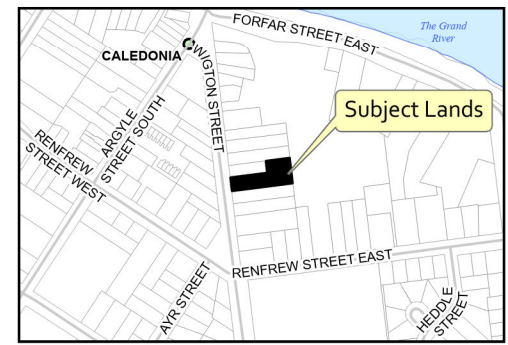 FORFAR STREET EAST
The Grand
River
CALEDONIA
WIGTON STREET
ARGYLE
STREET SOUTH
Subject Lands
RENFREW
STREET WEST
RENFREW STREET EAST
AYR STREET
HEDDLE
STREET